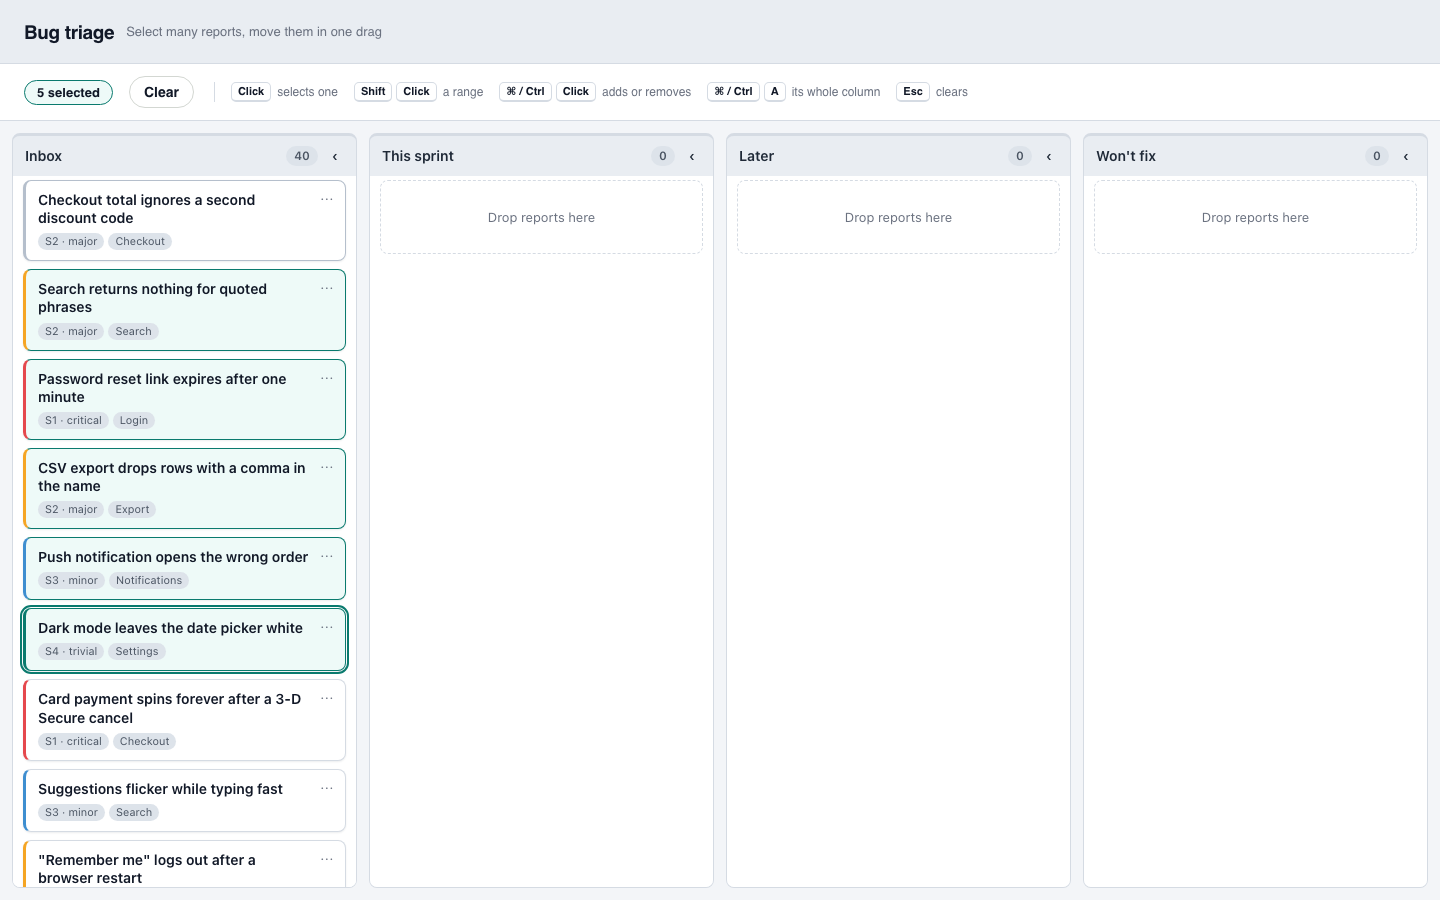 Bug triage
Select many reports, move them in one drag
5 selected
Clear
Click selects one
Shift Click a range
⌘ / Ctrl Click adds or removes
⌘ / Ctrl A its whole column
Esc clears
Inbox
40
Checkout total ignores a second
discount code
S2 · major
Checkout
Search returns nothing for quoted
phrases
S2 · major
Search
Password reset link expires after one
minute
S1 · critical
Login
CSV export drops rows with a comma in
the name
S2 · major
Export
Push notification opens the wrong order
S3 · minor
Notifications
Dark mode leaves the date picker white
S4 · trivial
Settings
Card payment spins forever after a 3-D
Secure cancel
S1 · critical
Checkout
Suggestions flicker while typing fast
S3 · minor
Search
"Remember me" logs out after a
browser restart
This sprint
0
Drop reports here
Later
0
Drop reports here
Won't fix
0
Drop reports here